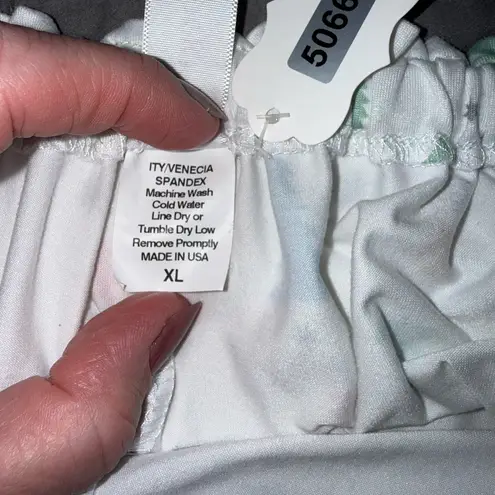 5066
ITY/VENECIA
SPANDEX
Machine Wash
Cold Water
Line Dry or
Tumble Dry Low
Remove Promptly
MADE IN USA
XL